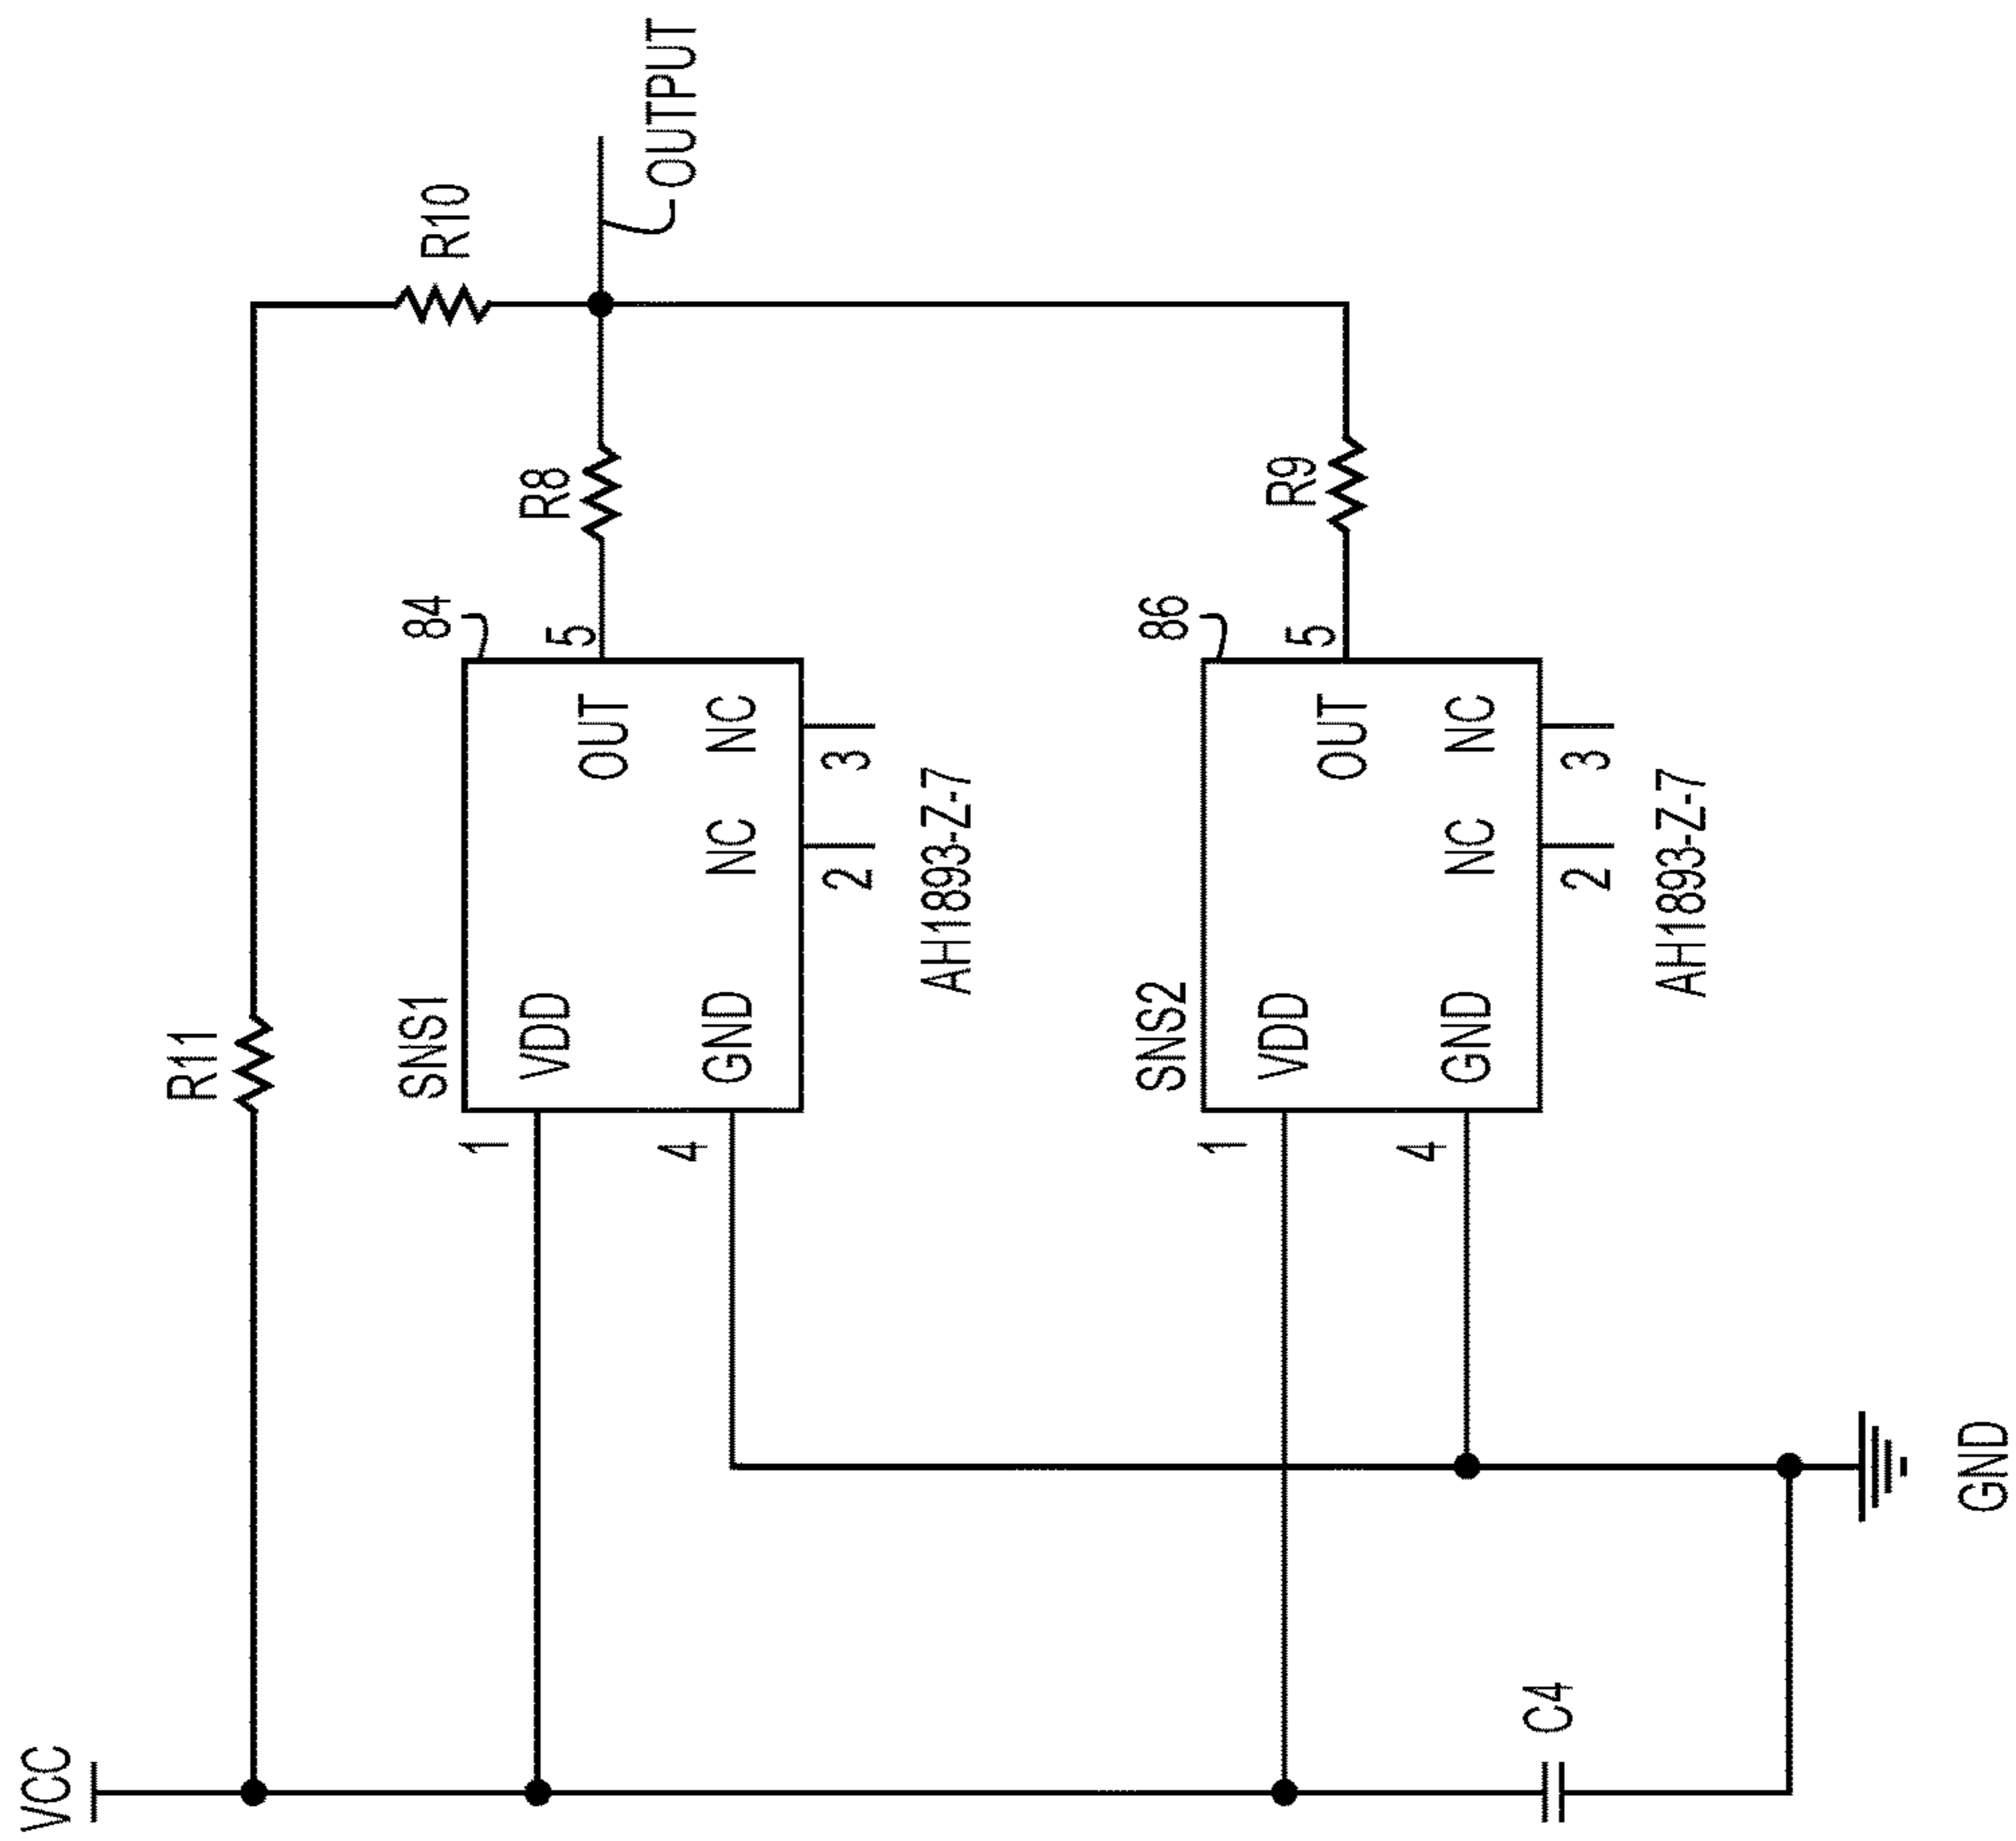 VCC
R11
R10
SNS1
84
VDD
OUT
GND
NC
NC
1
4
5
2
3
AH1893-Z-7
R8
OUTPUT
SNS2
86
VDD
OUT
GND
NC
NC
1
4
5
2
3
AH1893-Z-7
R9
C4
GND